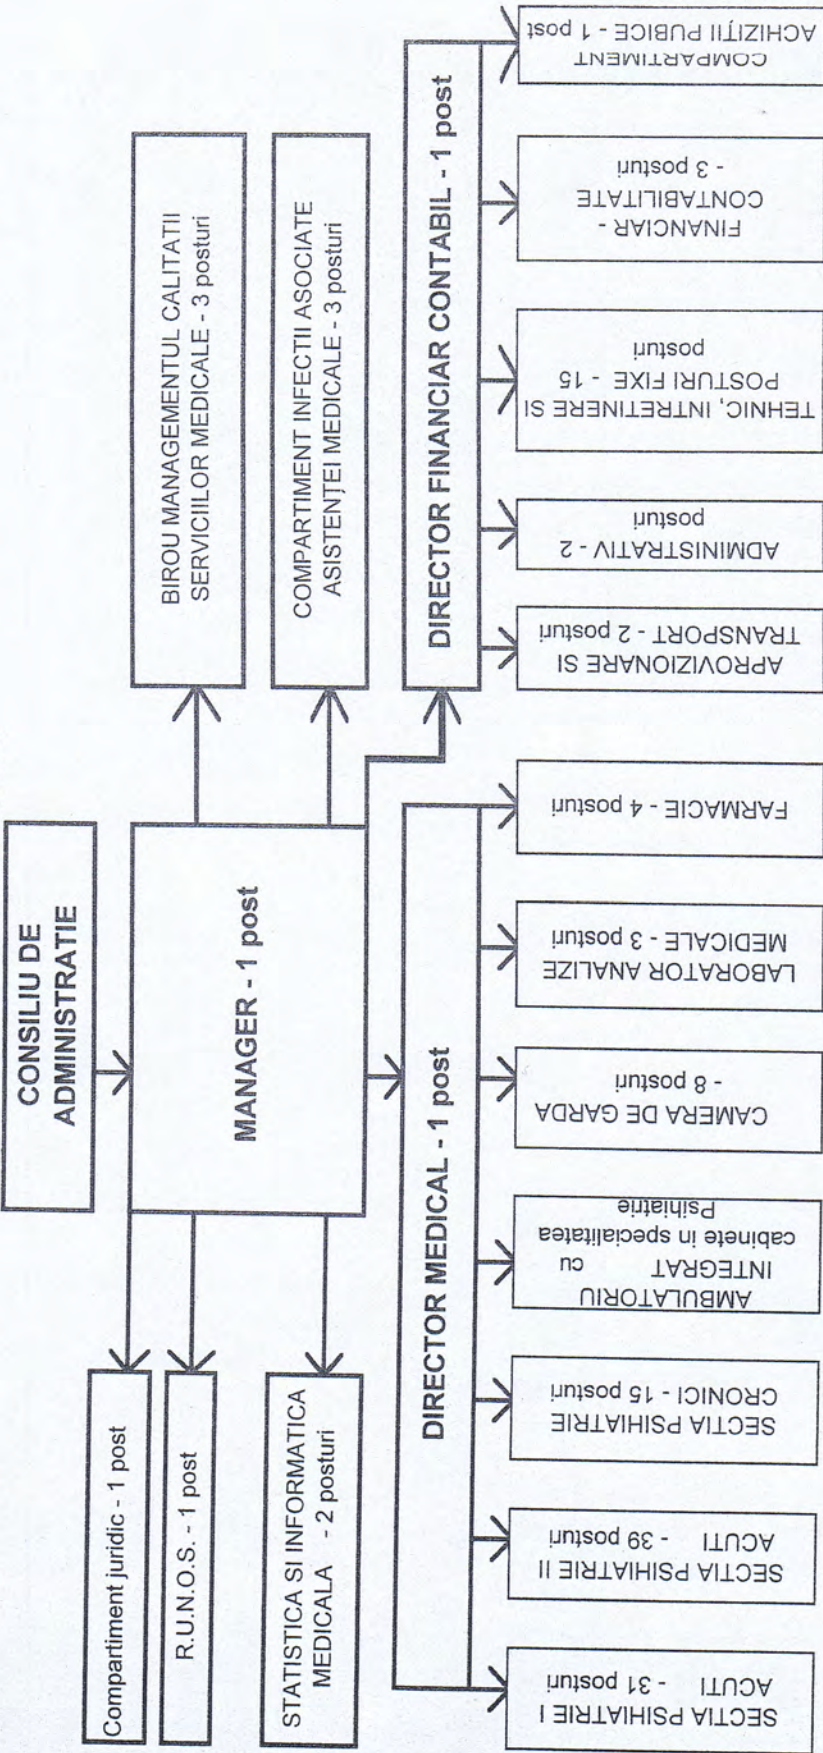 CONSILIU DE
ADMINISTRATIE
MANAGER - 1 post
Compartiment juridic - 1 post
R.U.N.O.S. - 1 post
STATISTICA SI INFORMATICA
MEDICALA - 2 posturi
BIROU MANAGEMENTUL CALITATII
SERVICIILOR MEDICALE - 3 posturi
COMPARTIMENT INFECTII ASOCIATE
ASISTENȚEI MEDICALE - 3 posturi
DIRECTOR MEDICAL - 1 post
DIRECTOR FINANCIAR CONTABIL - 1 post
SECTIA PSIHIATRIE I
ACUTI - 31 posturi
SECTIA PSIHIATRIE II
ACUTI - 39 posturi
SECTIA PSIHIATRIE
CRONICI - 15 posturi
AMBULATORIU
INTEGRAT cu
cabinete in specialitatea
Psihiatrie
CAMERA DE GARDA
- 8 posturi
LABORATOR ANALIZE
MEDICALE - 3 posturi
FARMACIE - 4 posturi
APROVIZIONARE SI
TRANSPORT - 2 posturi
ADMINISTRATIV - 2
posturi
TEHNIC, INTRETINERE SI
POSTURI FIXE - 15
posturi
FINANCIAR -
CONTABILITATE
- 3 posturi
COMPARTIMENT
ACHIZIȚII PUBICE - 1 post